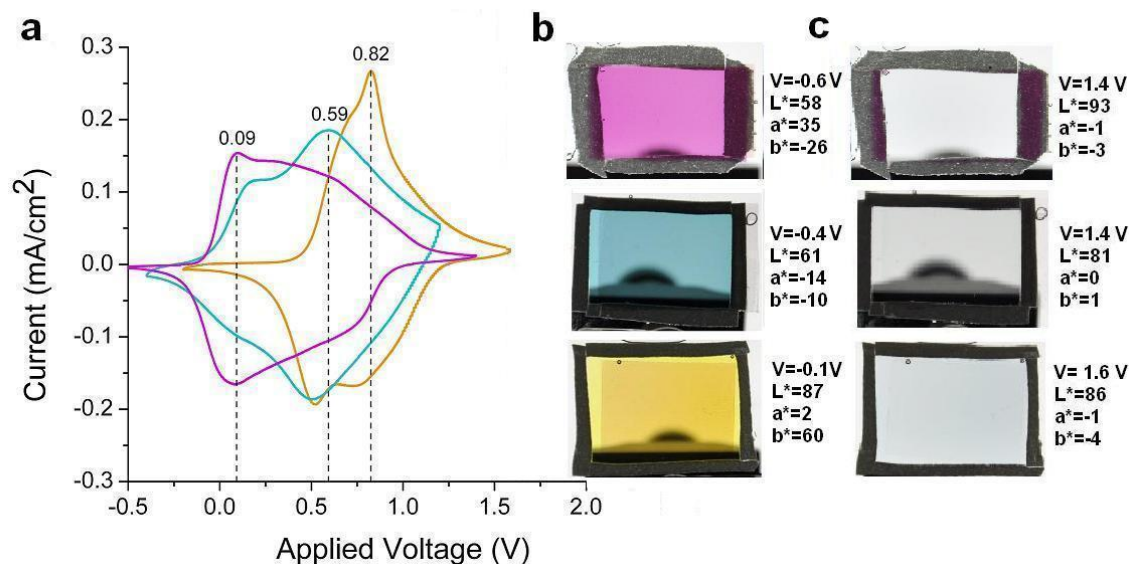 a
0.3
0.2
0.1
0.0
-0.1
-0.2
-0.3
Current (mA/cm2)
0.09
0.59
0.82
-0.5
0.0
0.5
1.0
1.5
2.0
Applied Voltage (V)
b
V=-0.6 V
L*=58
a*=35
b*=-26
V=-0.4 V
L*=61
a*=-14
b*=-10
V=-0.1 V
L*=87
a*=2
b*=60
c
V=1.4 V
L*=93
a*=-1
b*=-3
V=1.4 V
L*=81
a*=0
b*=1
V= 1.6 V
L*=86
a*=-1
b*=-4